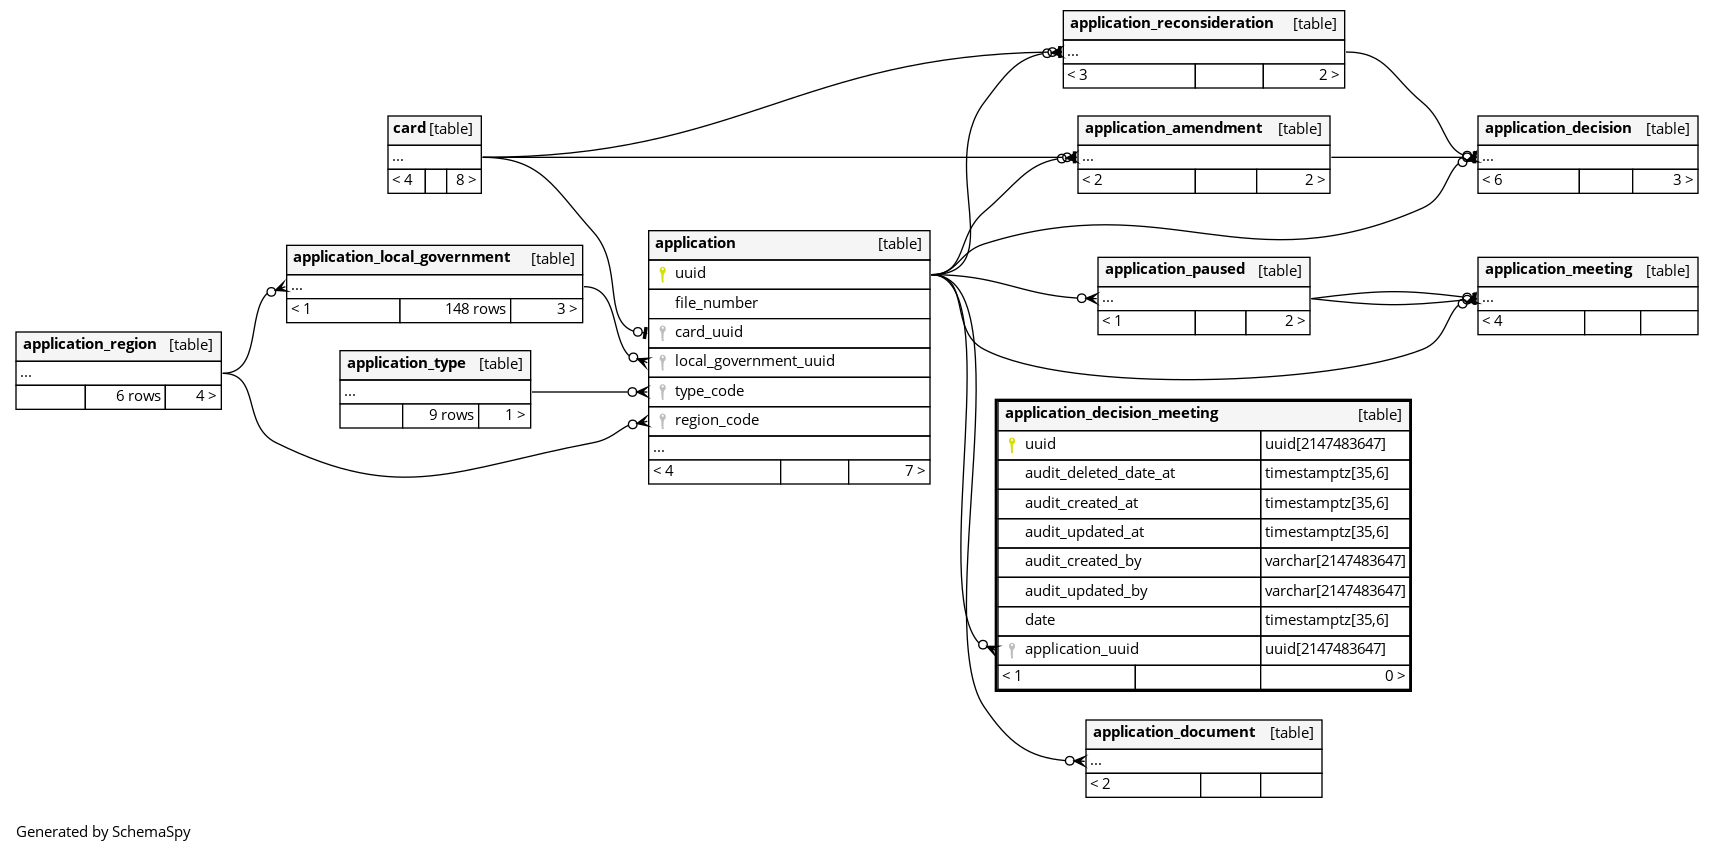 application_reconsideration [table]
...
< 3 2 >
card [table]
...
< 4 8 >
application_amendment [table]
...
< 2 2 >
application_decision [table]
...
< 6 3 >
application_local_government [table]
...
< 1 148 rows 3 >
application [table]
uuid
file_number
card_uuid
local_government_uuid
type_code
region_code
...
< 4 7 >
application_paused [table]
...
< 1 2 >
application_meeting [table]
...
< 4
application_region [table]
...
6 rows 4 >
application_type [table]
...
9 rows 1 >
application_decision_meeting [table]
uuid uuid[2147483647]
audit_deleted_date_at timestamptz[35,6]
audit_created_at timestamptz[35,6]
audit_updated_at timestamptz[35,6]
audit_created_by varchar[2147483647]
audit_updated_by varchar[2147483647]
date timestamptz[35,6]
application_uuid uuid[2147483647]
< 1 0 >
application_document [table]
...
< 2
Generated by SchemaSpy